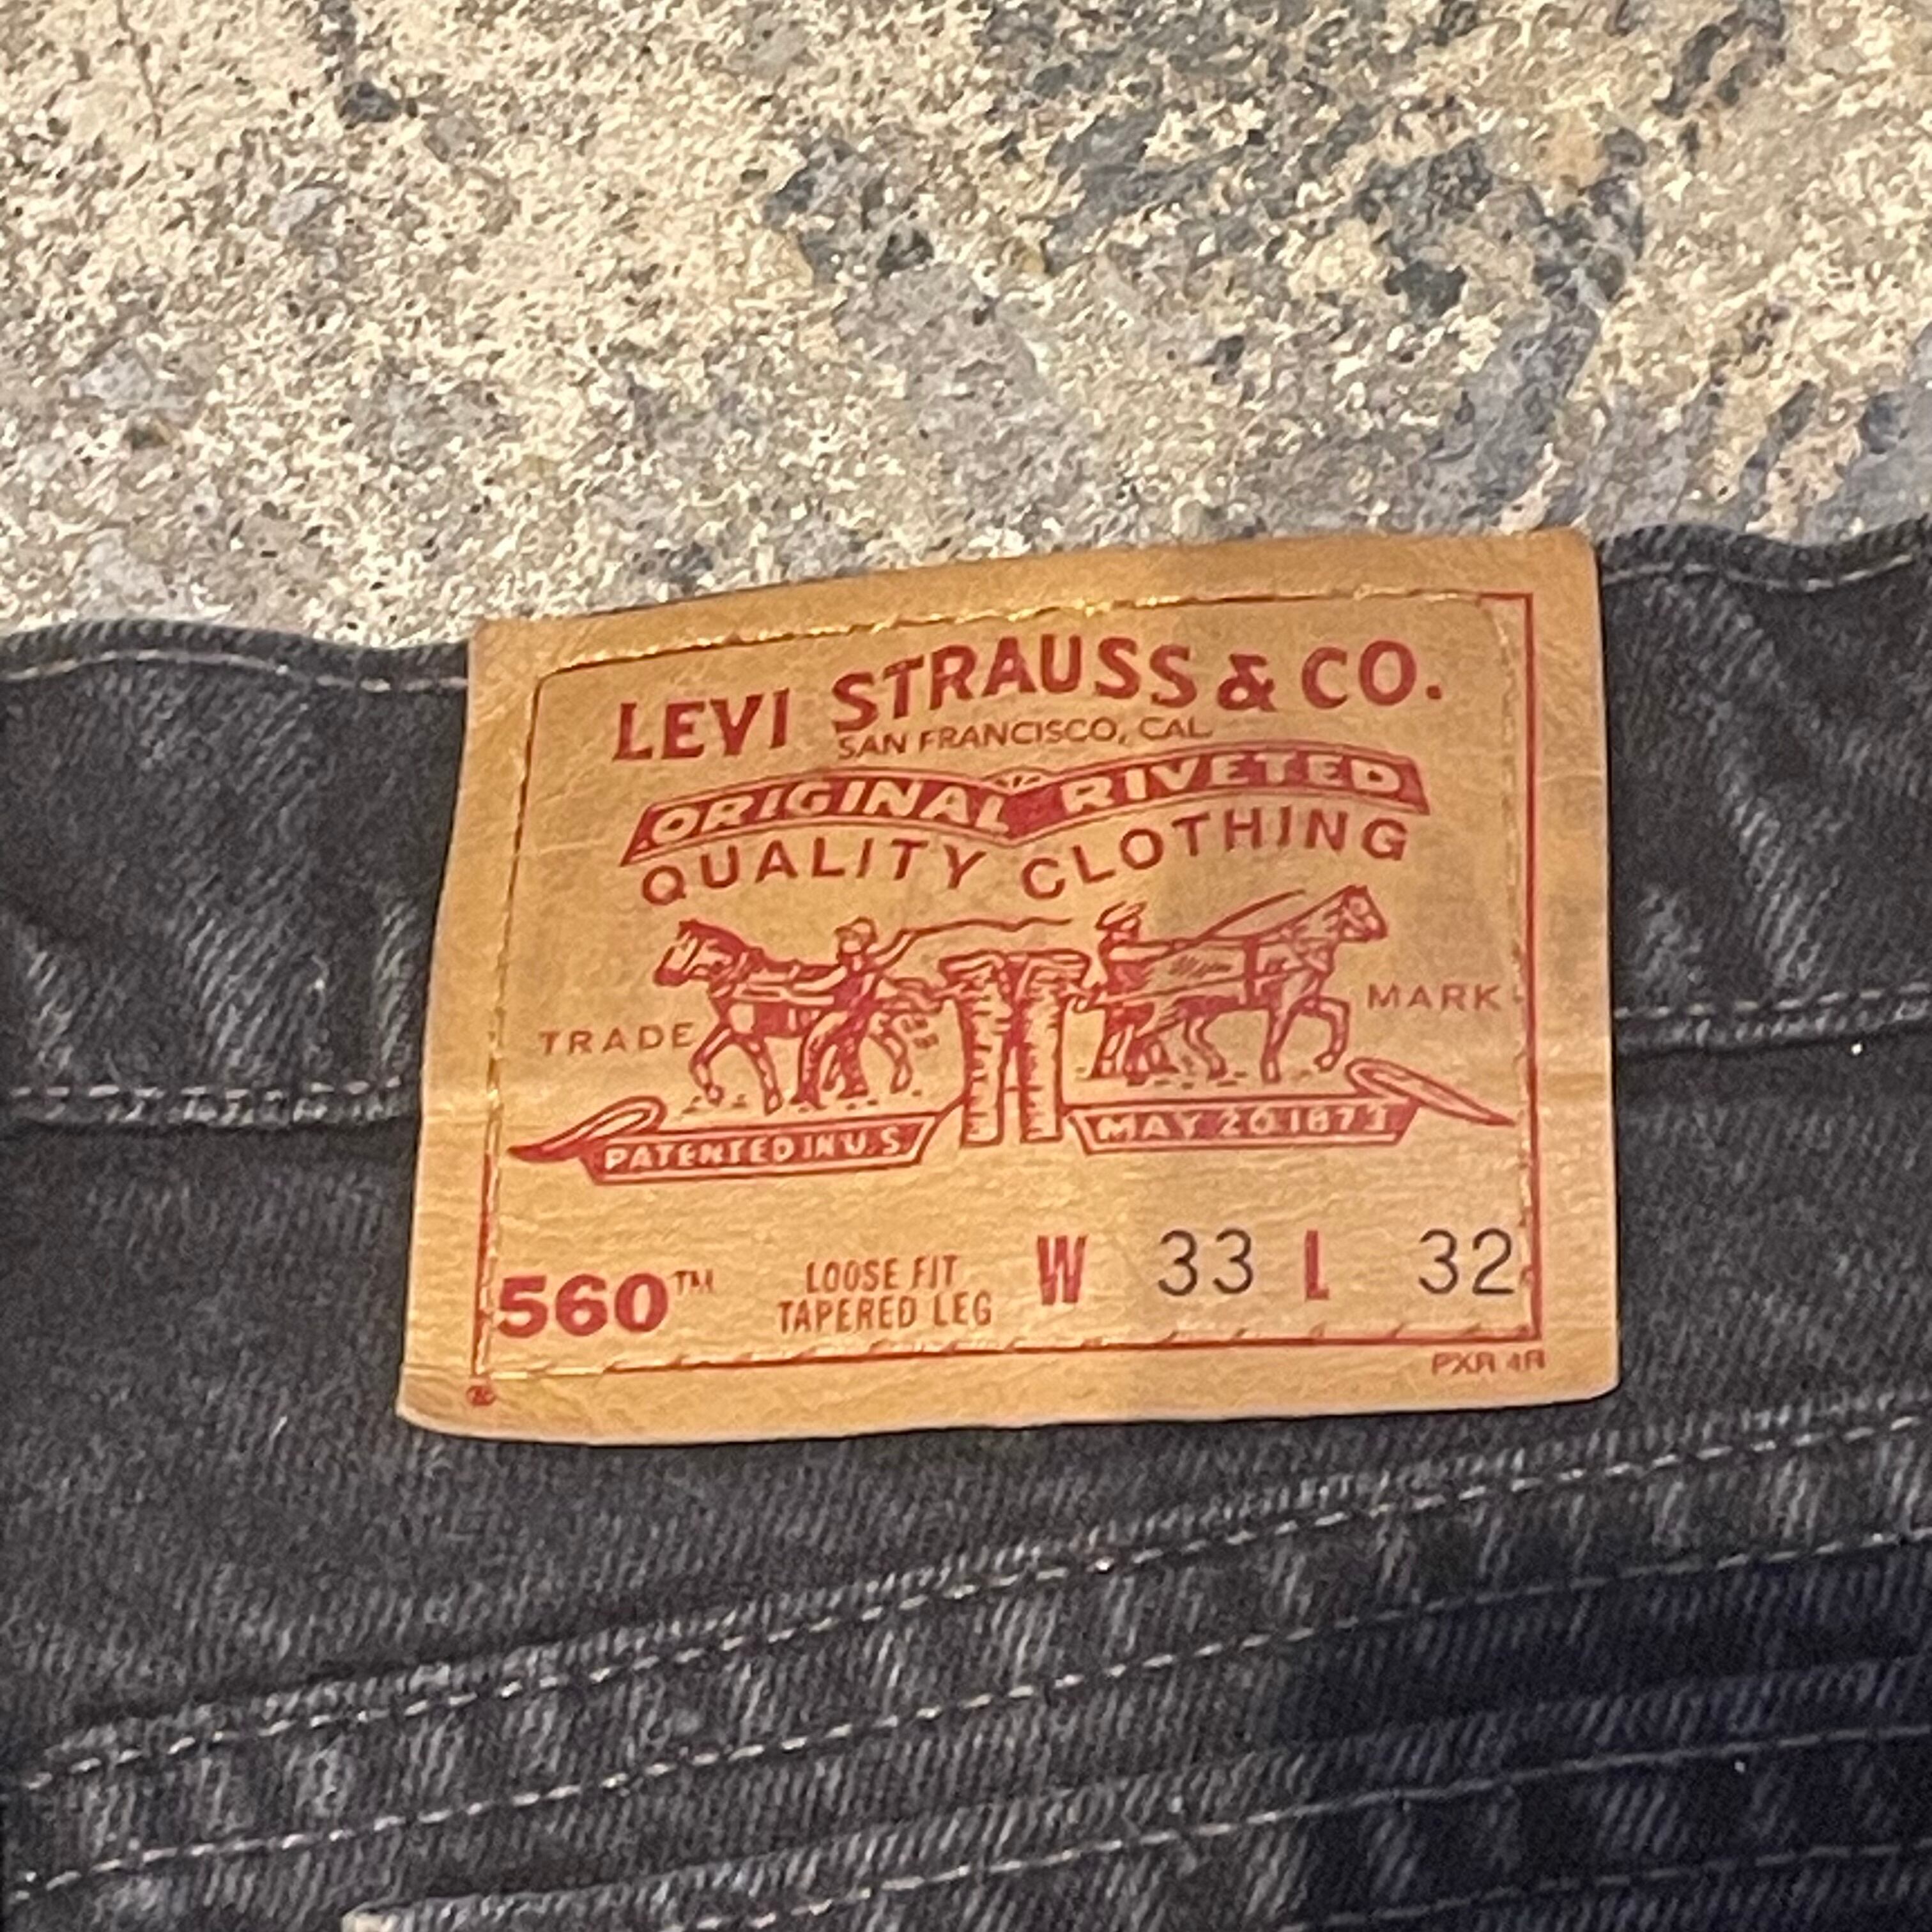 LEVI STRAUSS & CO.
SAN FRANCISCO, CAL
ORIGINAL RIVETED
QUALITY CLOTHING
TRADE MARK
PATENTED IN U.S MAY 20 1873
560™ LOOSE FIT TAPERED LEG W 33 L 32
PXR 4R
®